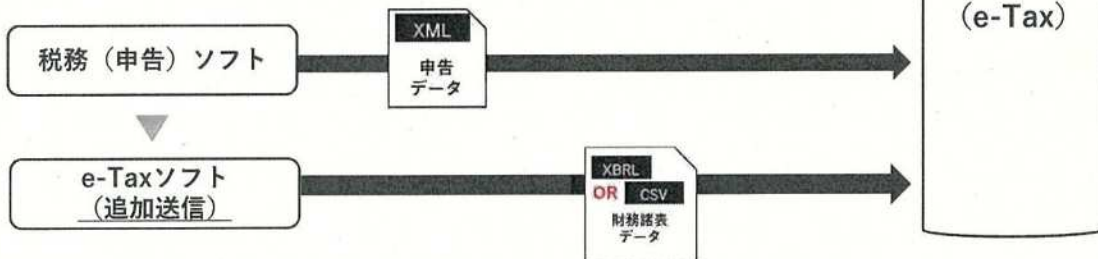 (e-Tax)
税務（申告）ソフト
XML
申告
データ
e-Taxソフト
（追加送信）
XBRL
OR CSV
財務諸表
データ